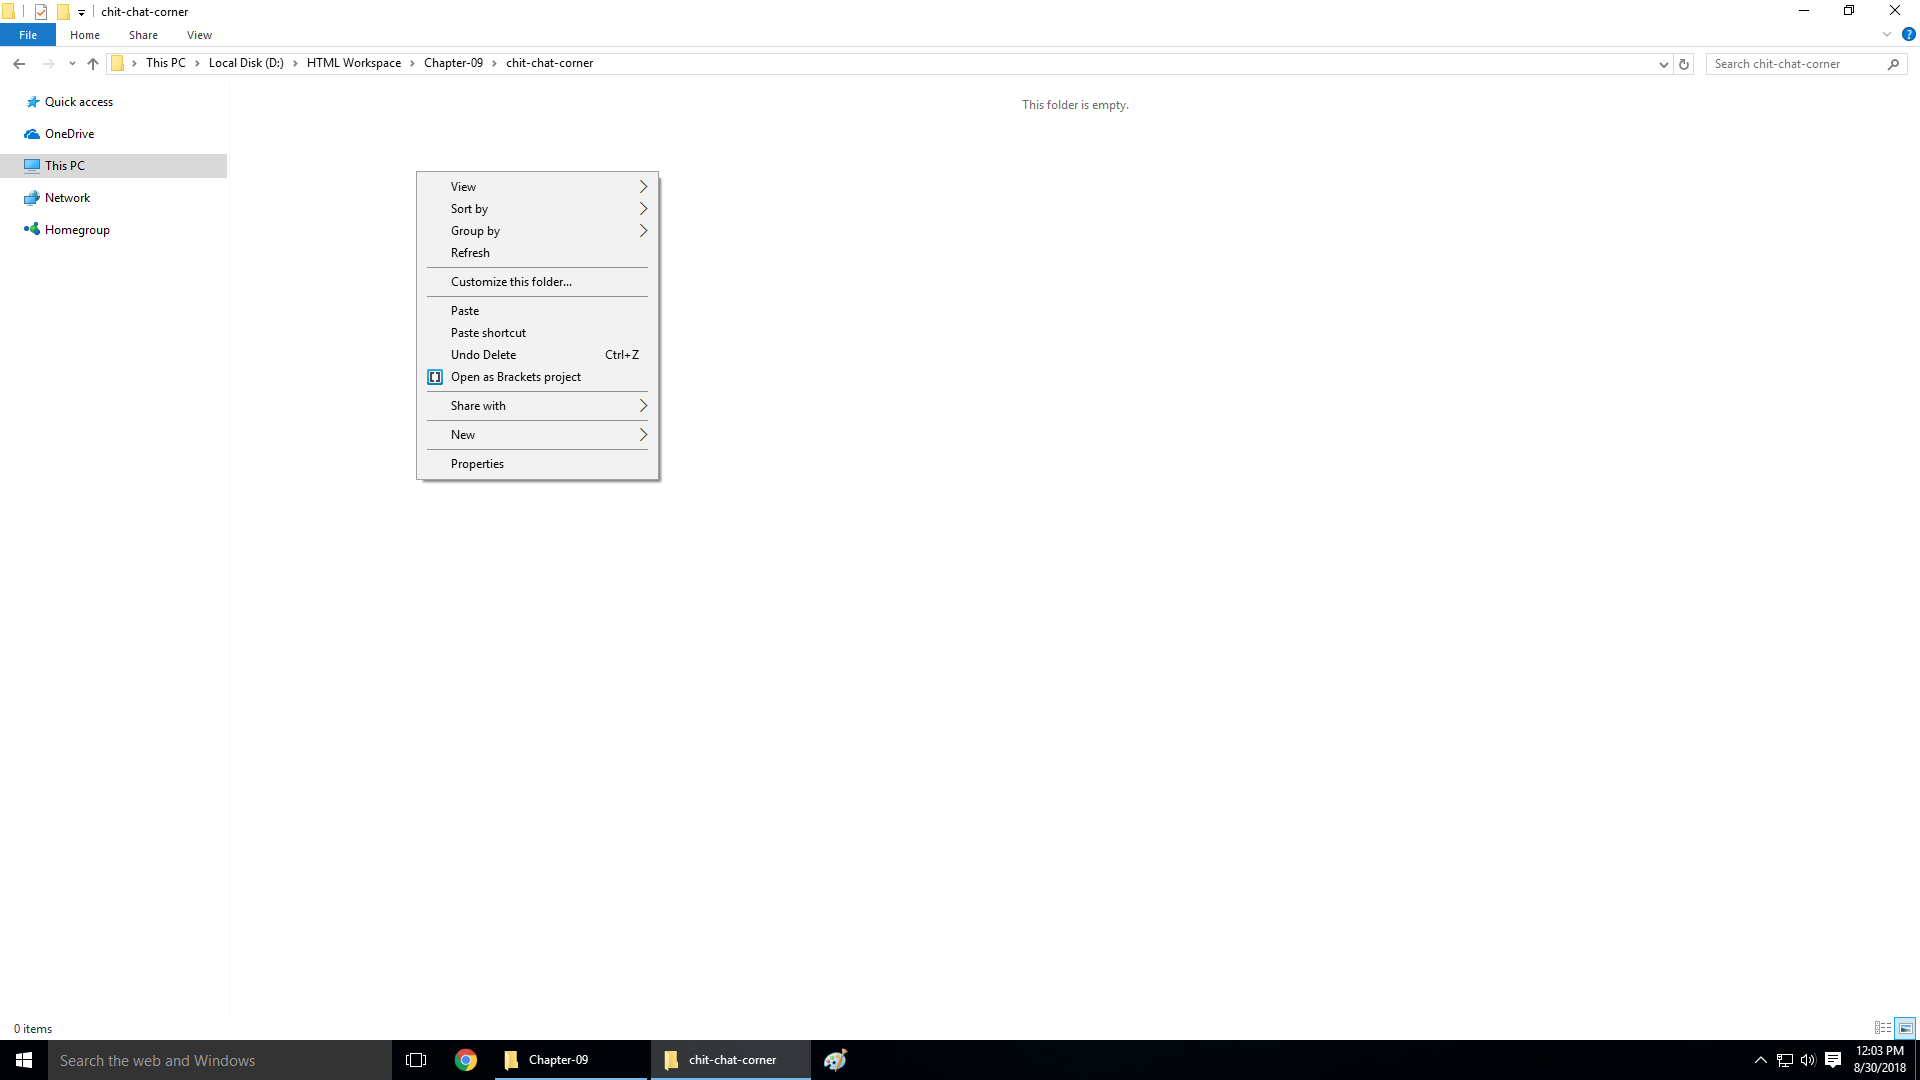 chit-chat-corner
File Home Share View
This PC Local Disk (D:) HTML Workspace Chapter-09 chit-chat-corner Search chit-chat-corner
Quick access
This folder is empty.
OneDrive
This PC
Network
Homegroup
View
Sort by
Group by
Refresh
Customize this folder...
Paste
Paste shortcut
Undo Delete Ctrl+Z
Open as Brackets project
Share with
New
Properties
0 items
Search the web and Windows Chapter-09 chit-chat-corner
12:03 PM
8/30/2018